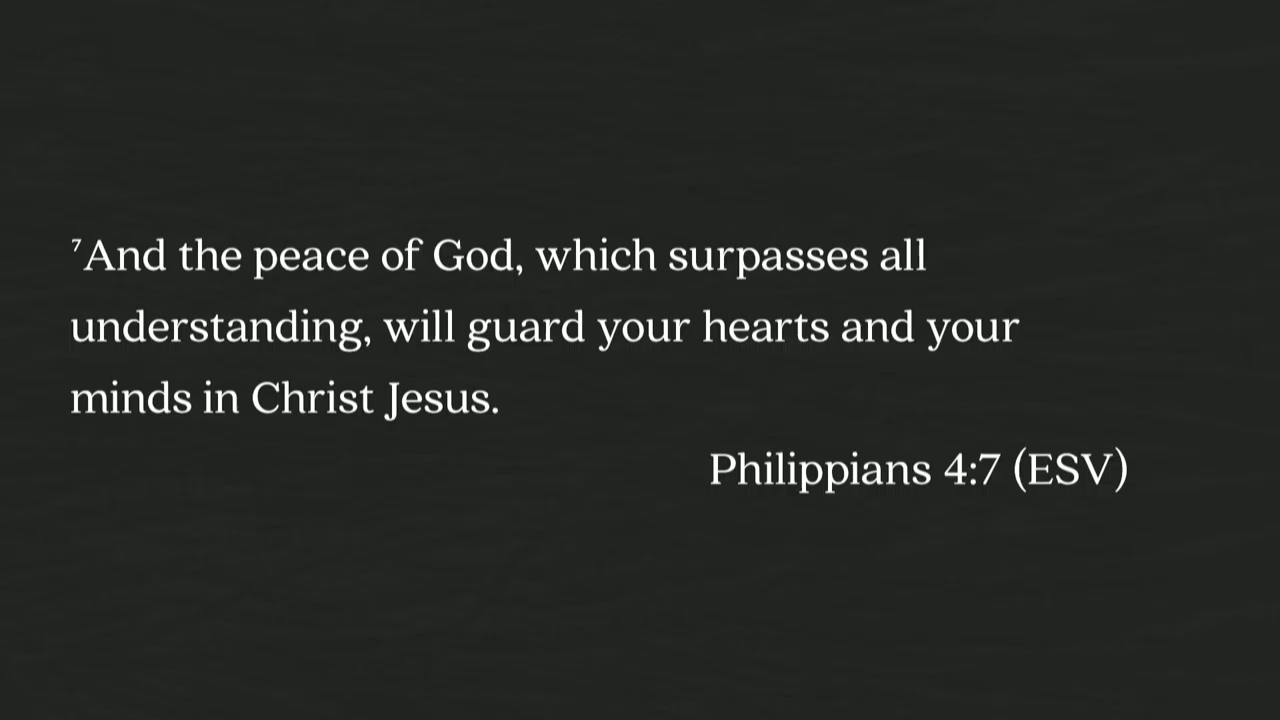 ⁷And the peace of God, which surpasses all
understanding, will guard your hearts and your
minds in Christ Jesus.
Philippians 4:7 (ESV)